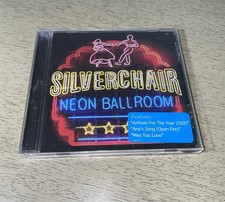 SILVERCHAIR
NEON BALLROOM
Features
"Anthem For The Year 2000"
"Ana's Song (Open Fire)"
"Miss You Love"